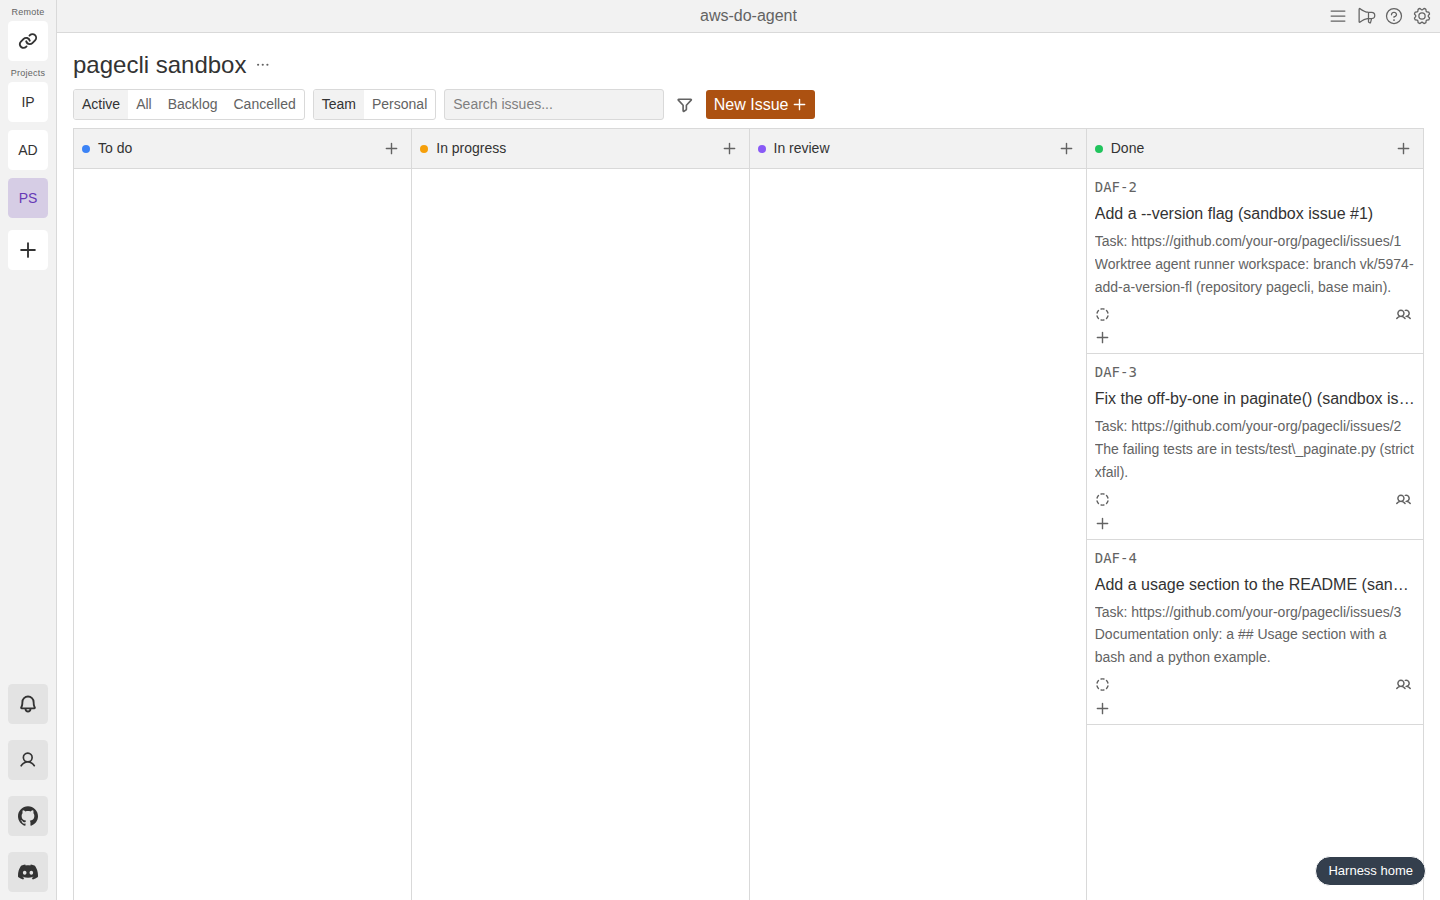 Remote
aws-do-agent
Projects
IP
AD
PS
pagecli sandbox ···
Active All Backlog Cancelled Team Personal Search issues... New Issue +
To do
In progress
In review
Done
DAF-2
Add a --version flag (sandbox issue #1)
Task: https://github.com/your-org/pagecli/issues/1
Worktree agent runner workspace: branch vk/5974-
add-a-version-fl (repository pagecli, base main).
DAF-3
Fix the off-by-one in paginate() (sandbox is…
Task: https://github.com/your-org/pagecli/issues/2
The failing tests are in tests/test\_paginate.py (strict
xfail).
DAF-4
Add a usage section to the README (san…
Task: https://github.com/your-org/pagecli/issues/3
Documentation only: a ## Usage section with a
bash and a python example.
Harness home